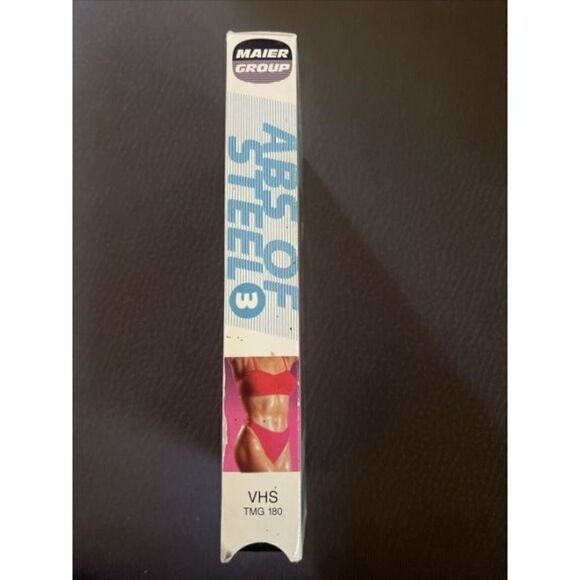 MAIER
GROUP
ABS OF
STEEL 3
VHS
TMG 180